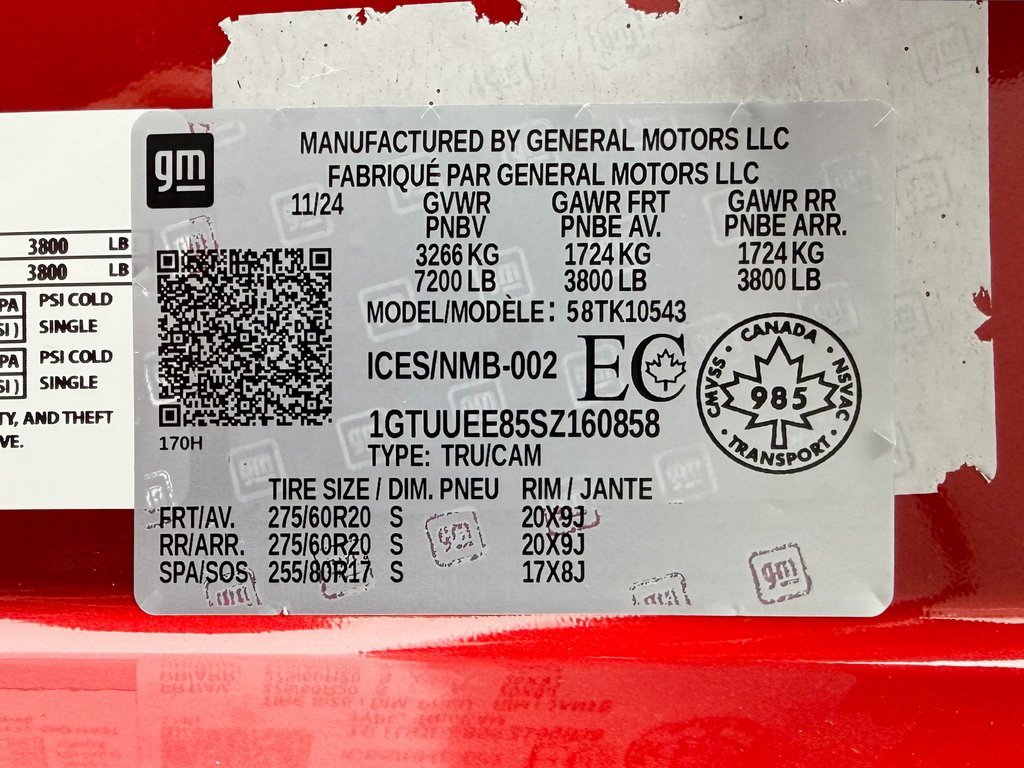 gm
MANUFACTURED BY GENERAL MOTORS LLC
FABRIQUÉ PAR GENERAL MOTORS LLC
11/24 GVWR GAWR FRT GAWR RR
PNBV PNBE AV. PNBE ARR.
3266 KG 1724 KG 1724 KG
7200 LB 3800 LB 3800 LB
MODEL/MODÈLE: 58TK10543
ICES/NMB-002 EC
CANADA
CMVSS · NSVAC
985
· TRANSPORT ·
1GTUUEE85SZ160858
170H
TYPE: TRU/CAM
TIRE SIZE / DIM. PNEU RIM / JANTE
FRT/AV. 275/60R20 S 20X9J
RR/ARR. 275/60R20 S 20X9J
SPA/SOS 255/80R17 S 17X8J
3800 LB
3800 LB
PA PSI COLD
SI) SINGLE
PA PSI COLD
SI) SINGLE
TY, AND THEFT
VE.